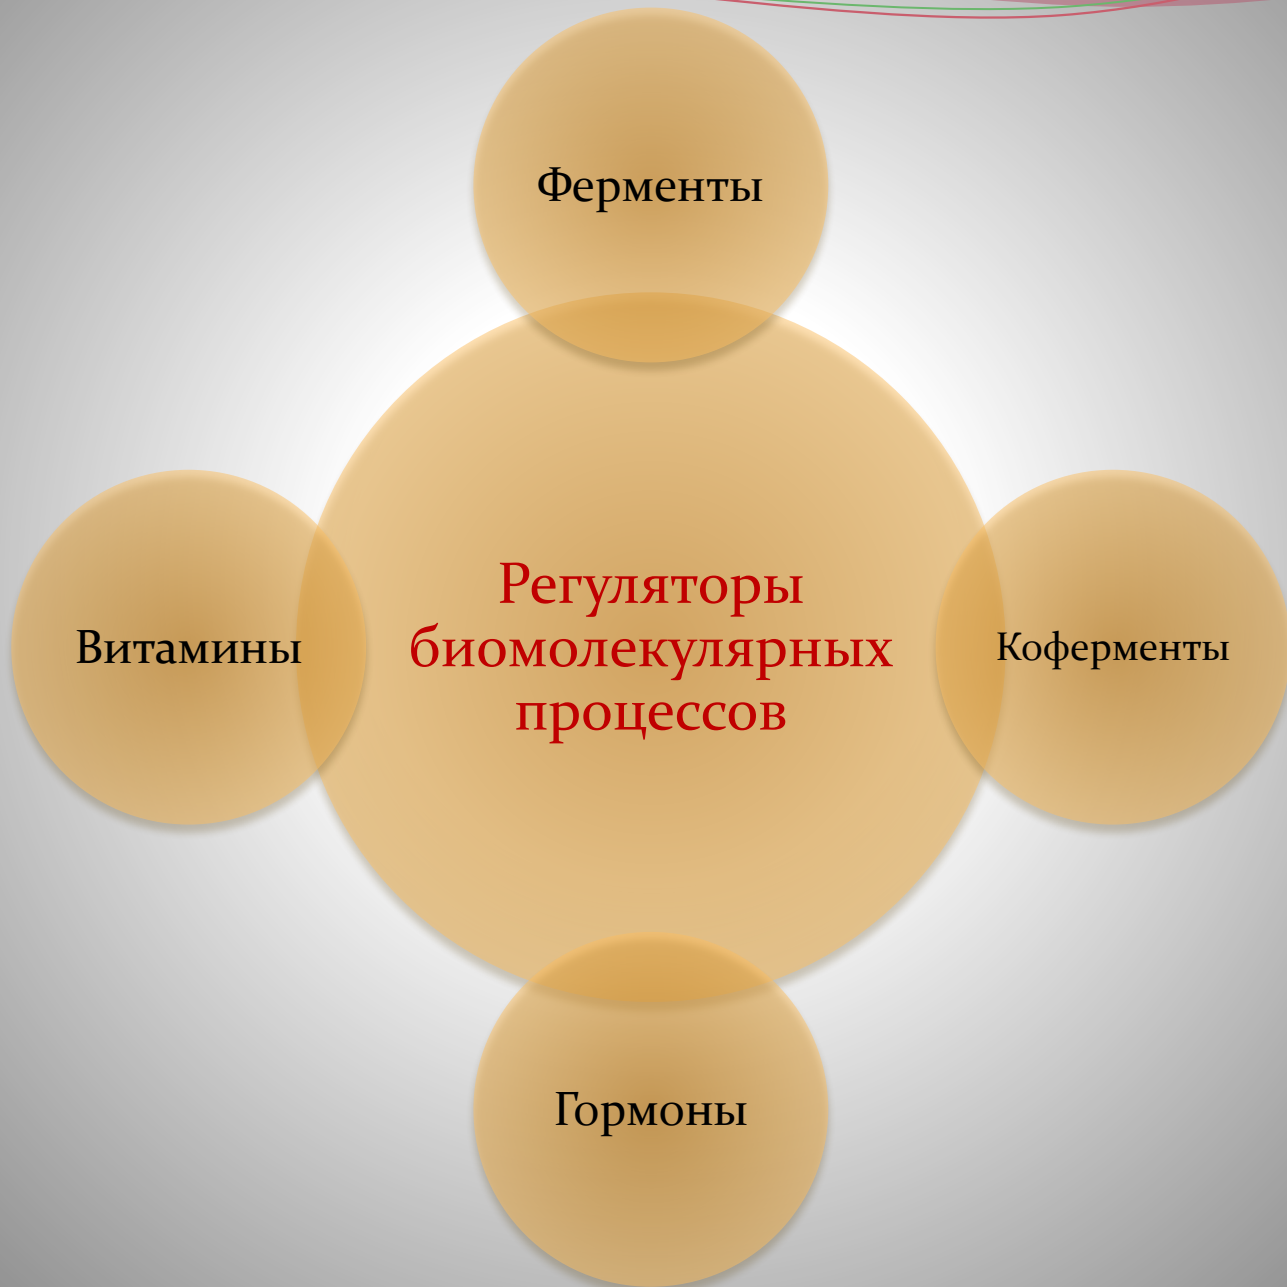 Ферменты
Регуляторы
биомолекулярных
процессов
Витамины
Коферменты
Гормоны